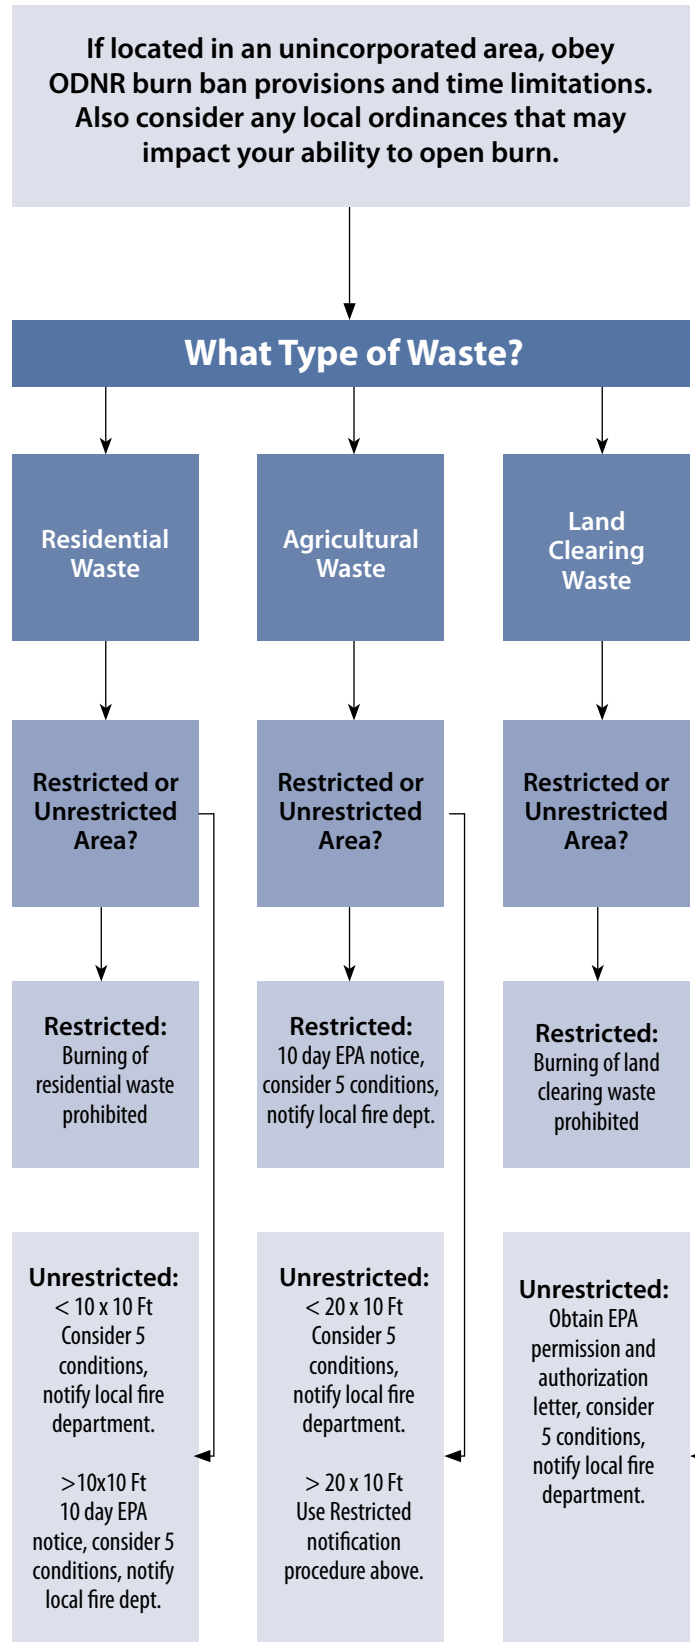 If located in an unincorporated area, obey
ODNR burn ban provisions and time limitations.
Also consider any local ordinances that may
impact your ability to open burn.
What Type of Waste?
Residential
Waste
Agricultural
Waste
Land
Clearing
Waste
Restricted or
Unrestricted
Area?
Restricted or
Unrestricted
Area?
Restricted or
Unrestricted
Area?
Restricted:
Burning of
residential waste
prohibited
Restricted:
10 day EPA notice,
consider 5 conditions,
notify local fire dept.
Restricted:
Burning of land
clearing waste
prohibited
Unrestricted:
< 10 x 10 Ft
Consider 5
conditions,
notify local fire
department.
>10x10 Ft
10 day EPA
notice, consider 5
conditions, notify
local fire dept.
Unrestricted:
< 20 x 10 Ft
Consider 5
conditions,
notify local fire
department.
> 20 x 10 Ft
Use Restricted
notification
procedure above.
Unrestricted:
Obtain EPA
permission and
authorization
letter, consider
5 conditions,
notify local fire
department.